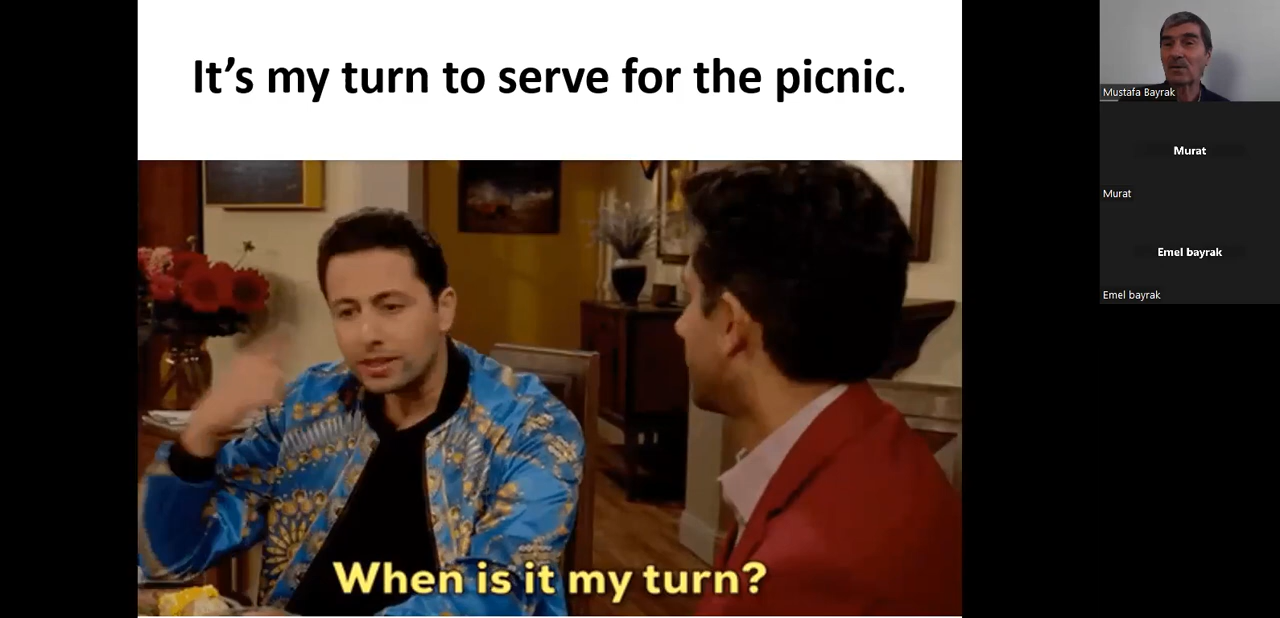 It's my turn to serve for the picnic.
When is it my turn?
Mustafa Bayrak
Murat
Murat
Emel bayrak
Emel bayrak